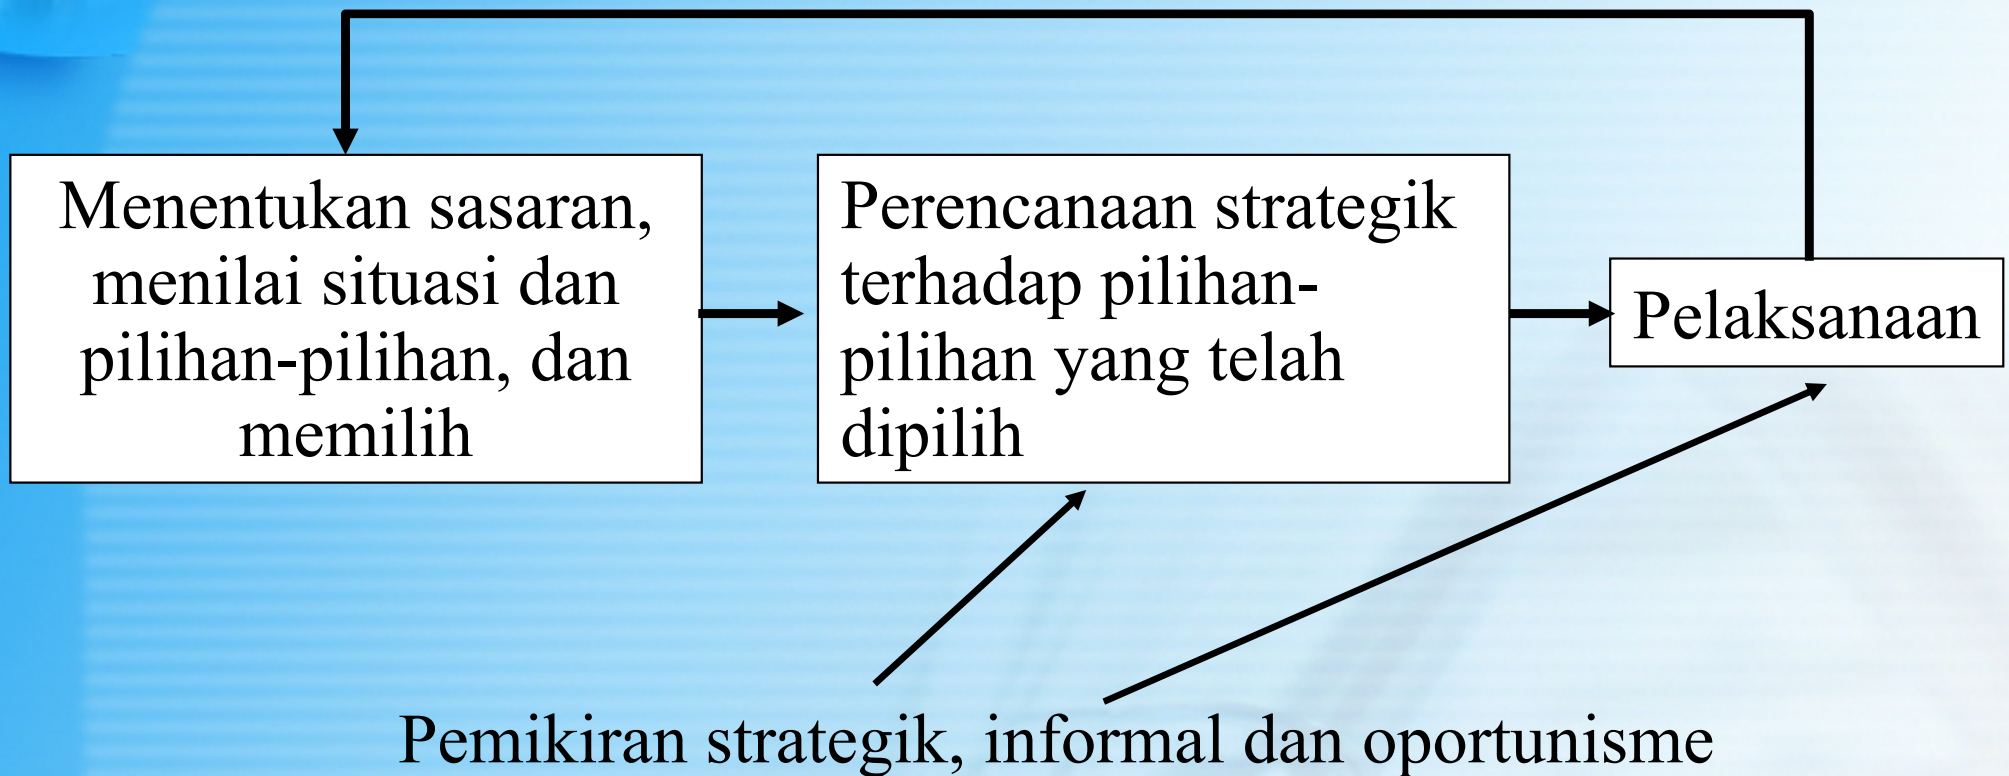 Menentukan sasaran,
menilai situasi dan
pilihan-pilihan, dan
memilih
Perencanaan strategik
terhadap pilihan-
pilihan yang telah
dipilih
Pelaksanaan
Pemikiran strategik, informal dan oportunisme